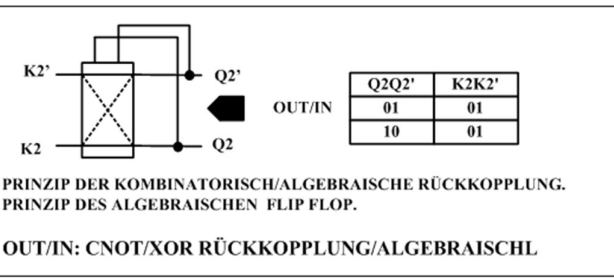 K2' Q2'
K2 Q2
OUT/IN
Q2Q2' K2K2'
01 01
10 01
PRINZIP DER KOMBINATORISCH/ALGEBRAISCHE RÜCKKOPPLUNG.
PRINZIP DES ALGEBRAISCHEN FLIP FLOP.
OUT/IN: CNOT/XOR RÜCKKOPPLUNG/ALGEBRAISCHL